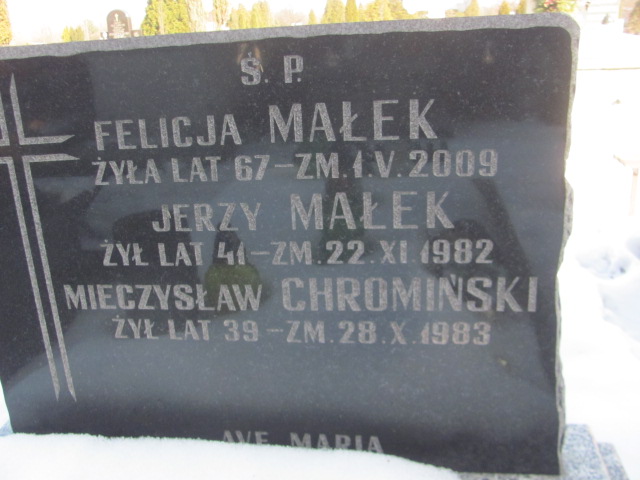 Ś. P.
FELICJA MAŁEK
ŻYŁA LAT 67 – ZM. 1. V. 2009
JERZY MAŁEK
ŻYŁ LAT 41 – ZM. 22. XI. 1982
MIECZYSŁAW CHROMIŃSKI
ŻYŁ LAT 39 – ZM. 28. X. 1983
AVE MARIA